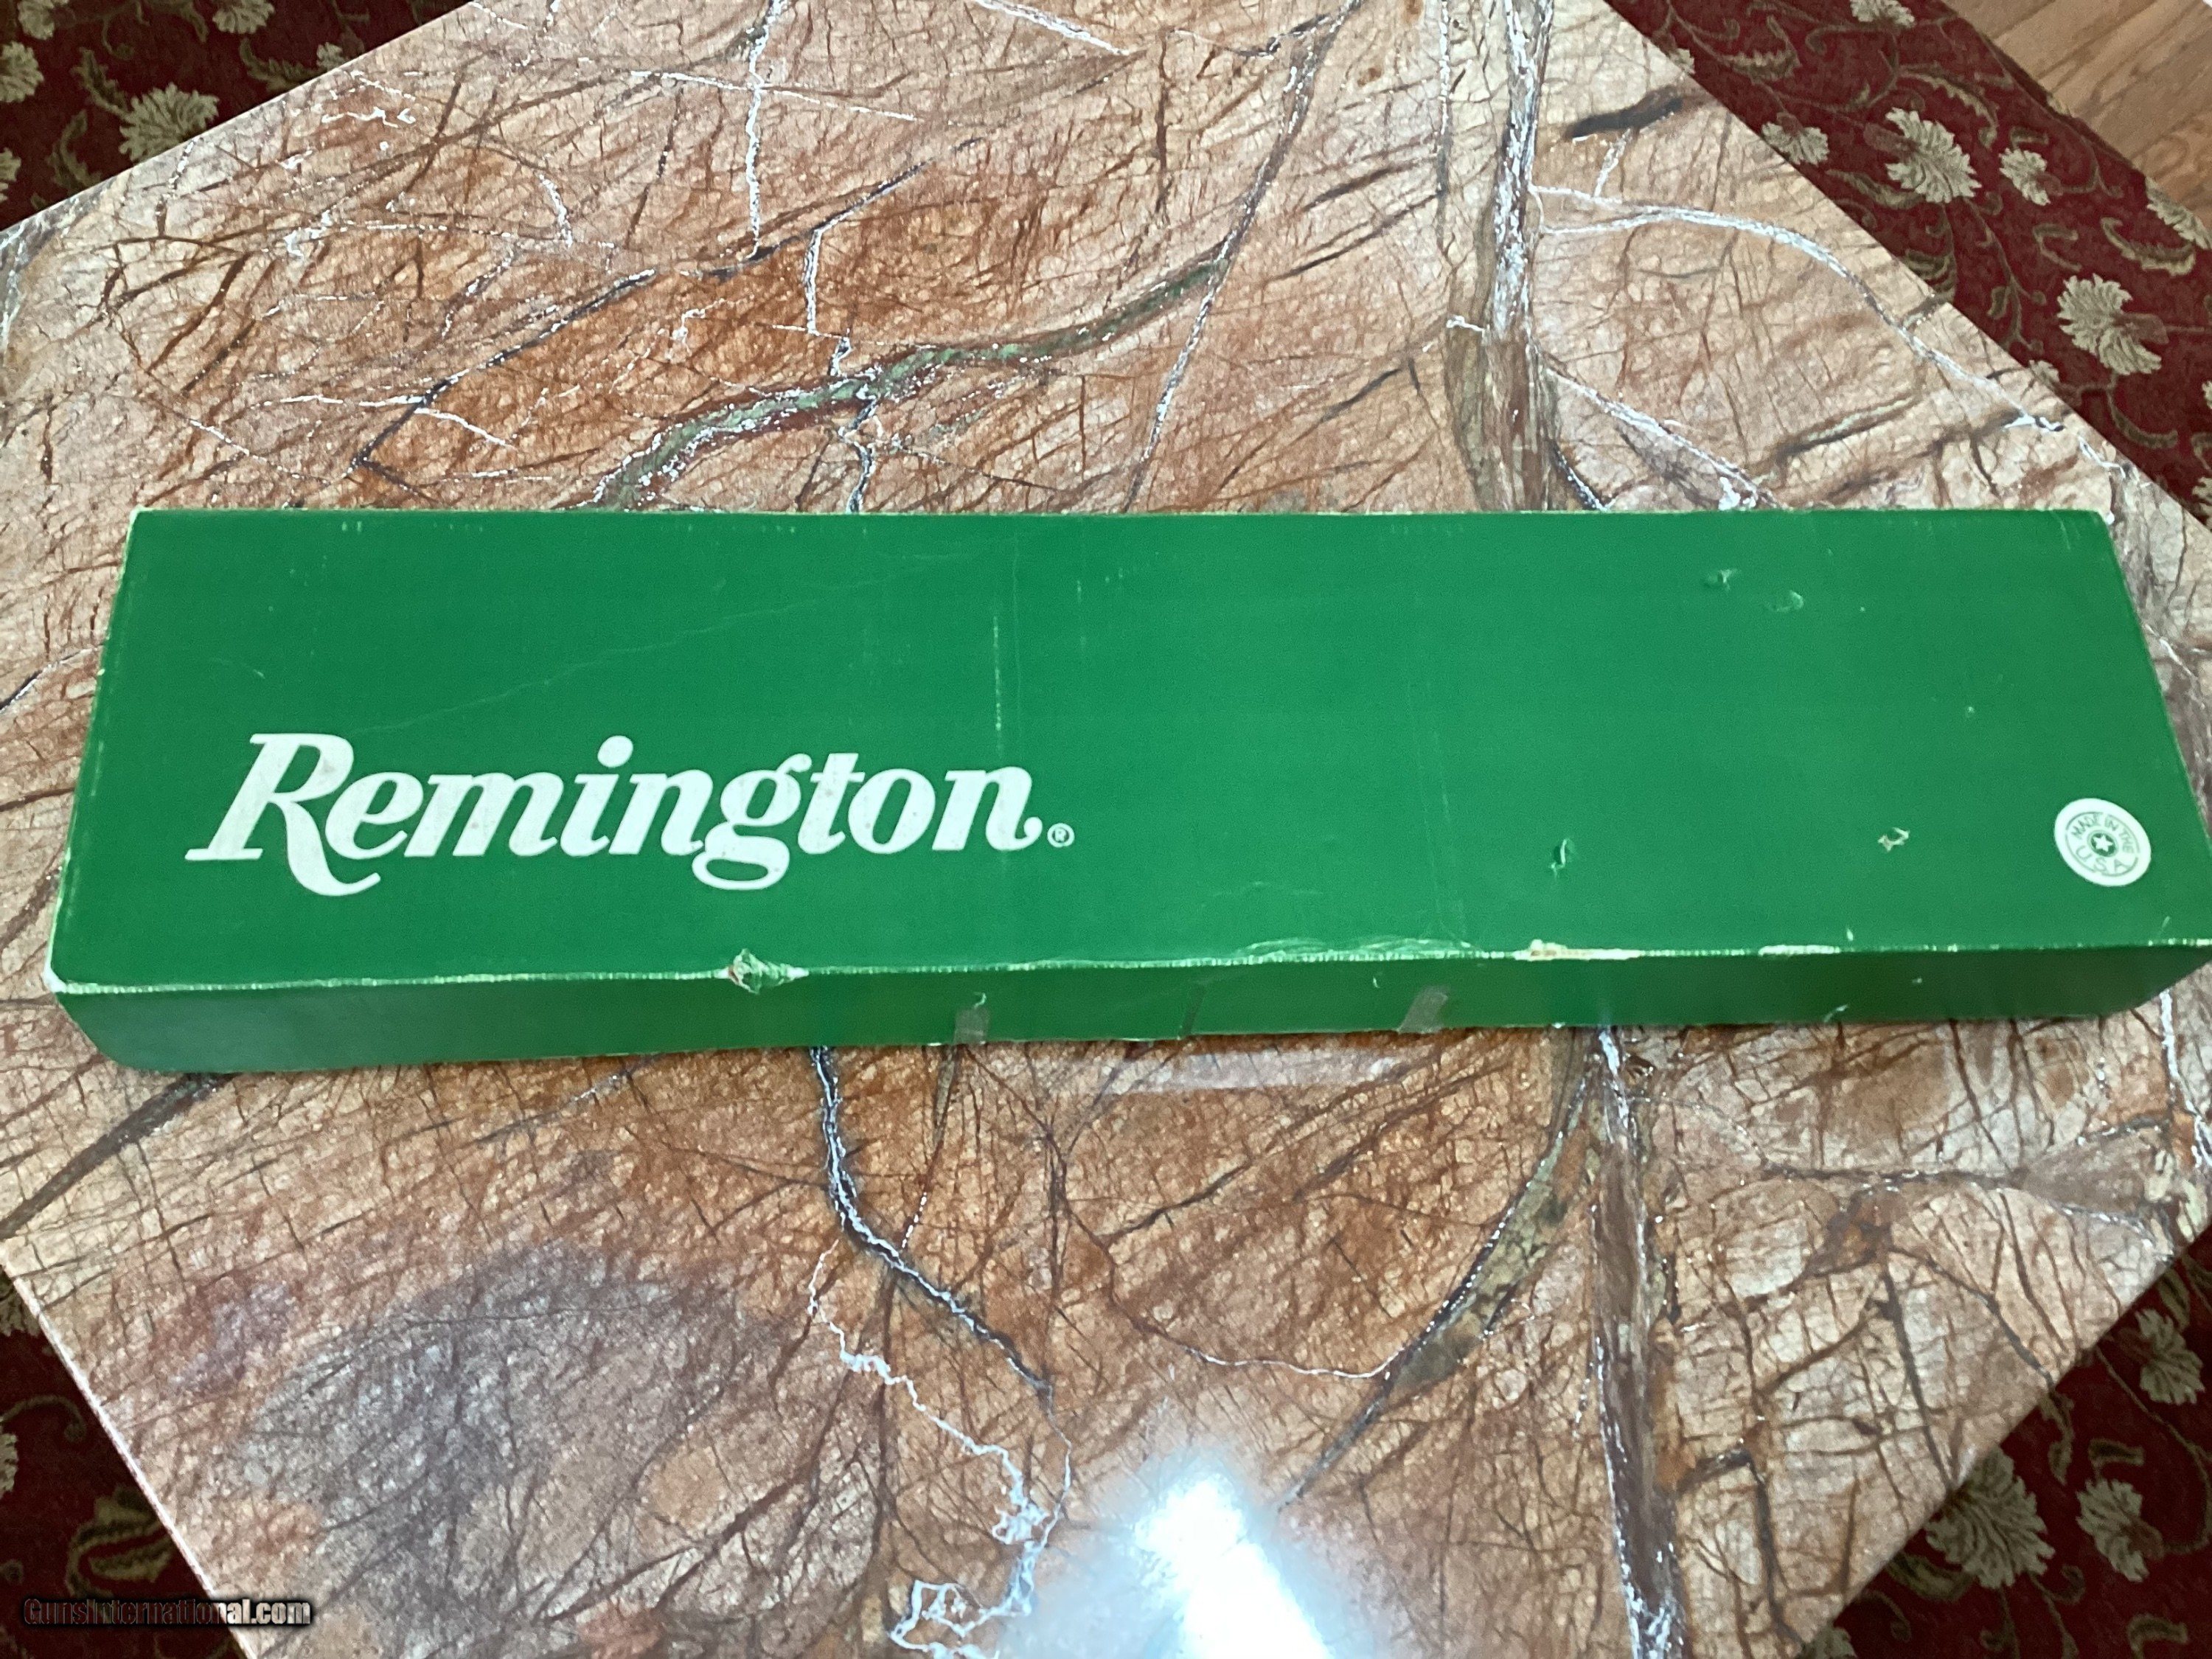 Remington®
MADE IN THE
U.S.A
GunsInternational.com